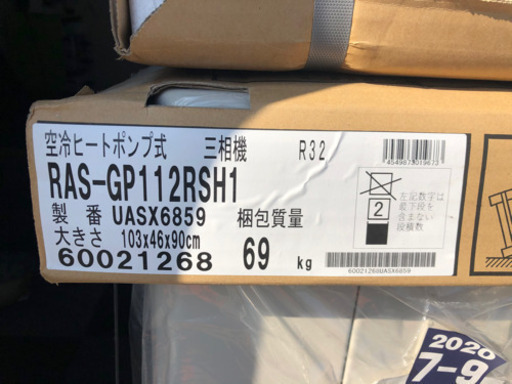 空冷ヒートポンプ式 三相機 R32
4549873019673
RAS-GP112RSH1
製番 UASX6859 梱包質量
大きさ 103x46x90cm
60021268 69 kg
2
左記数字は
最下段を
含まない
段積数
60021268UASX6859
2020
7-9